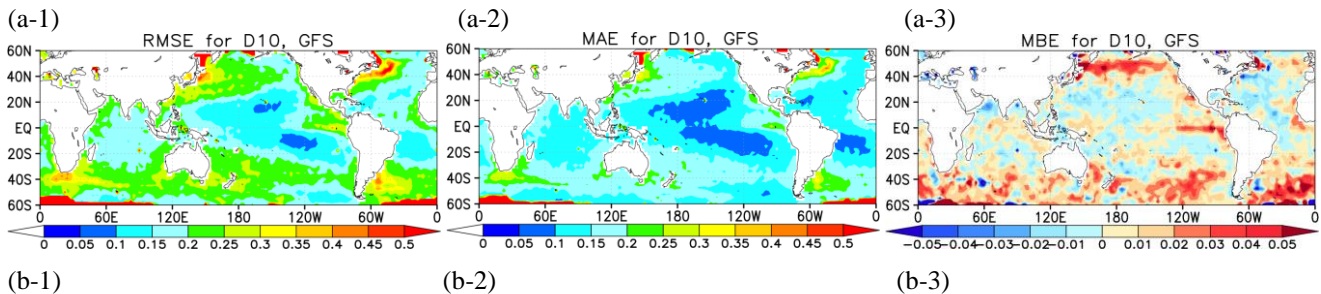 (a-1) (a-2) (a-3)
RMSE for D10, GFS MAE for D10, GFS MBE for D10, GFS
60N 60N 60N
40N 40N 40N
20N 20N 20N
EQ EQ EQ
20S 20S 20S
40S 40S 40S
60S 60S 60S
0 60E 120E 180 120W 60W 0 0 60E 120E 180 120W 60W 0 0 60E 120E 180 120W 60W 0
0 0.05 0.1 0.15 0.2 0.25 0.3 0.35 0.4 0.45 0.5 0 0.05 0.1 0.15 0.2 0.25 0.3 0.35 0.4 0.45 0.5 −0.05 −0.04 −0.03 −0.02 −0.01 0 0.01 0.02 0.03 0.04 0.05
(b-1) (b-2) (b-3)